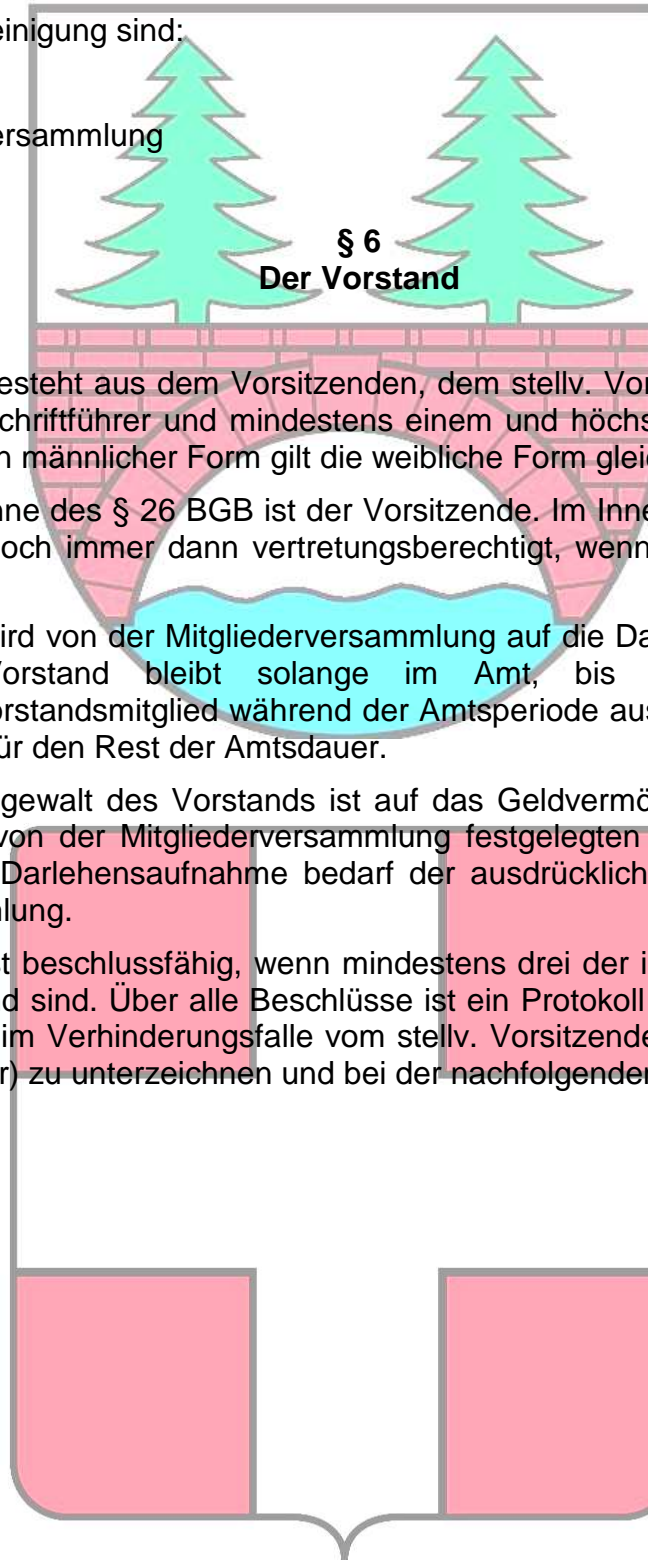 einigung sind:
ersammlung
§ 6
Der Vorstand
esteht aus dem Vorsitzenden, dem stellv. Vor
chriftführer und mindestens einem und höchs
n männlicher Form gilt die weibliche Form gleic
nne des § 26 BGB ist der Vorsitzende. Im Inne
och immer dann vertretungsberechtigt, wenn
ird von der Mitgliederversammlung auf die Da
Vorstand bleibt solange im Amt, bis
orstandsmitglied während der Amtsperiode aus
ür den Rest der Amtsdauer.
gewalt des Vorstands ist auf das Geldvermö
von der Mitgliederversammlung festgelegten
Darlehensaufnahme bedarf der ausdrücklich
lung.
t beschlussfähig, wenn mindestens drei der i
d sind. Über alle Beschlüsse ist ein Protokoll
im Verhinderungsfalle vom stellv. Vorsitzende
r) zu unterzeichnen und bei der nachfolgender